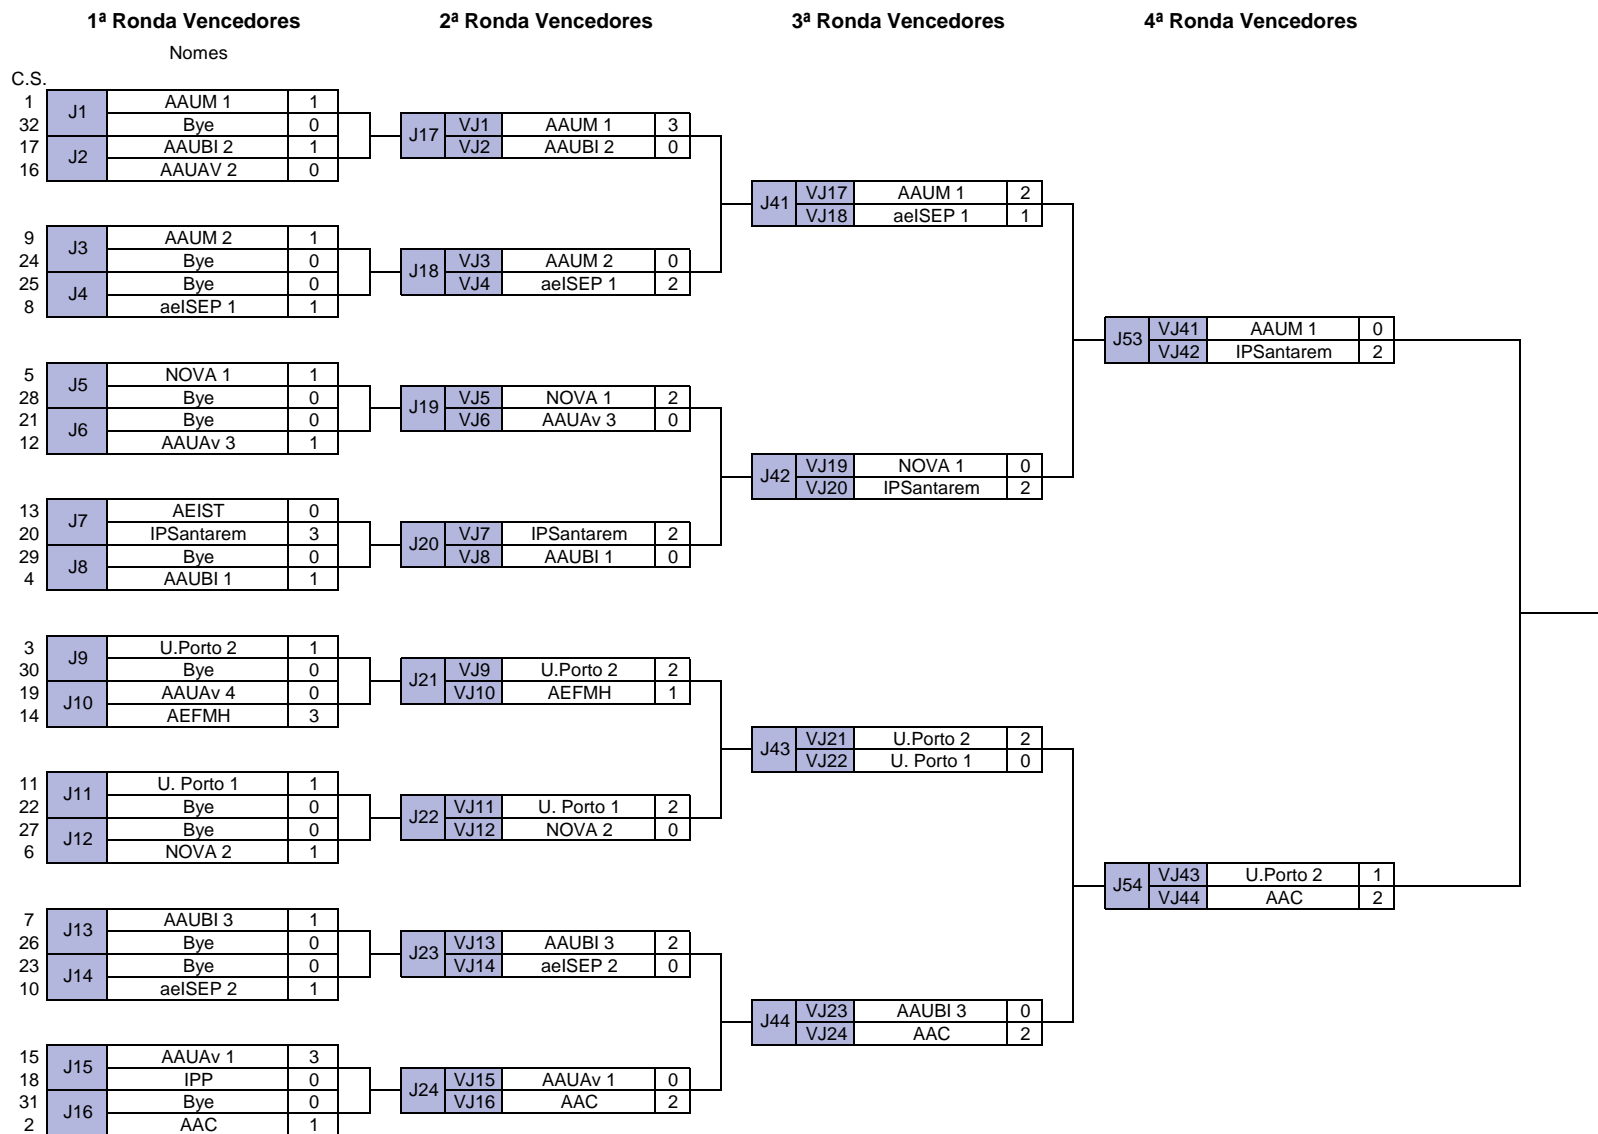 1ª Ronda Vencedores 2ª Ronda Vencedores 3ª Ronda Vencedores 4ª Ronda Vencedores
Nomes
C.S.
1 J1 AAUM 1 1
32 Bye 0
17 J2 AAUBI 2 1
16 AAUAV 2 0
9 J3 AAUM 2 1
24 Bye 0
25 J4 Bye 0
8 aeISEP 1 1
5 J5 NOVA 1 1
28 Bye 0
21 J6 Bye 0
12 AAUAv 3 1
13 J7 AEIST 0
20 IPSantarem 3
29 J8 Bye 0
4 AAUBI 1 1
3 J9 U.Porto 2 1
30 Bye 0
19 J10 AAUAv 4 0
14 AEFMH 3
11 J11 U. Porto 1 1
22 Bye 0
27 J12 Bye 0
6 NOVA 2 1
7 J13 AAUBI 3 1
26 Bye 0
23 J14 Bye 0
10 aeISEP 2 1
15 J15 AAUAv 1 3
18 IPP 0
31 J16 Bye 0
2 AAC 1
J17 VJ1 AAUM 1 3
VJ2 AAUBI 2 0
J18 VJ3 AAUM 2 0
VJ4 aeISEP 1 2
J19 VJ5 NOVA 1 2
VJ6 AAUAv 3 0
J20 VJ7 IPSantarem 2
VJ8 AAUBI 1 0
J21 VJ9 U.Porto 2 2
VJ10 AEFMH 1
J22 VJ11 U. Porto 1 2
VJ12 NOVA 2 0
J23 VJ13 AAUBI 3 2
VJ14 aeISEP 2 0
J24 VJ15 AAUAv 1 0
VJ16 AAC 2
J41 VJ17 AAUM 1 2
VJ18 aeISEP 1 1
J42 VJ19 NOVA 1 0
VJ20 IPSantarem 2
J43 VJ21 U.Porto 2 2
VJ22 U. Porto 1 0
J44 VJ23 AAUBI 3 0
VJ24 AAC 2
J53 VJ41 AAUM 1 0
VJ42 IPSantarem 2
J54 VJ43 U.Porto 2 1
VJ44 AAC 2